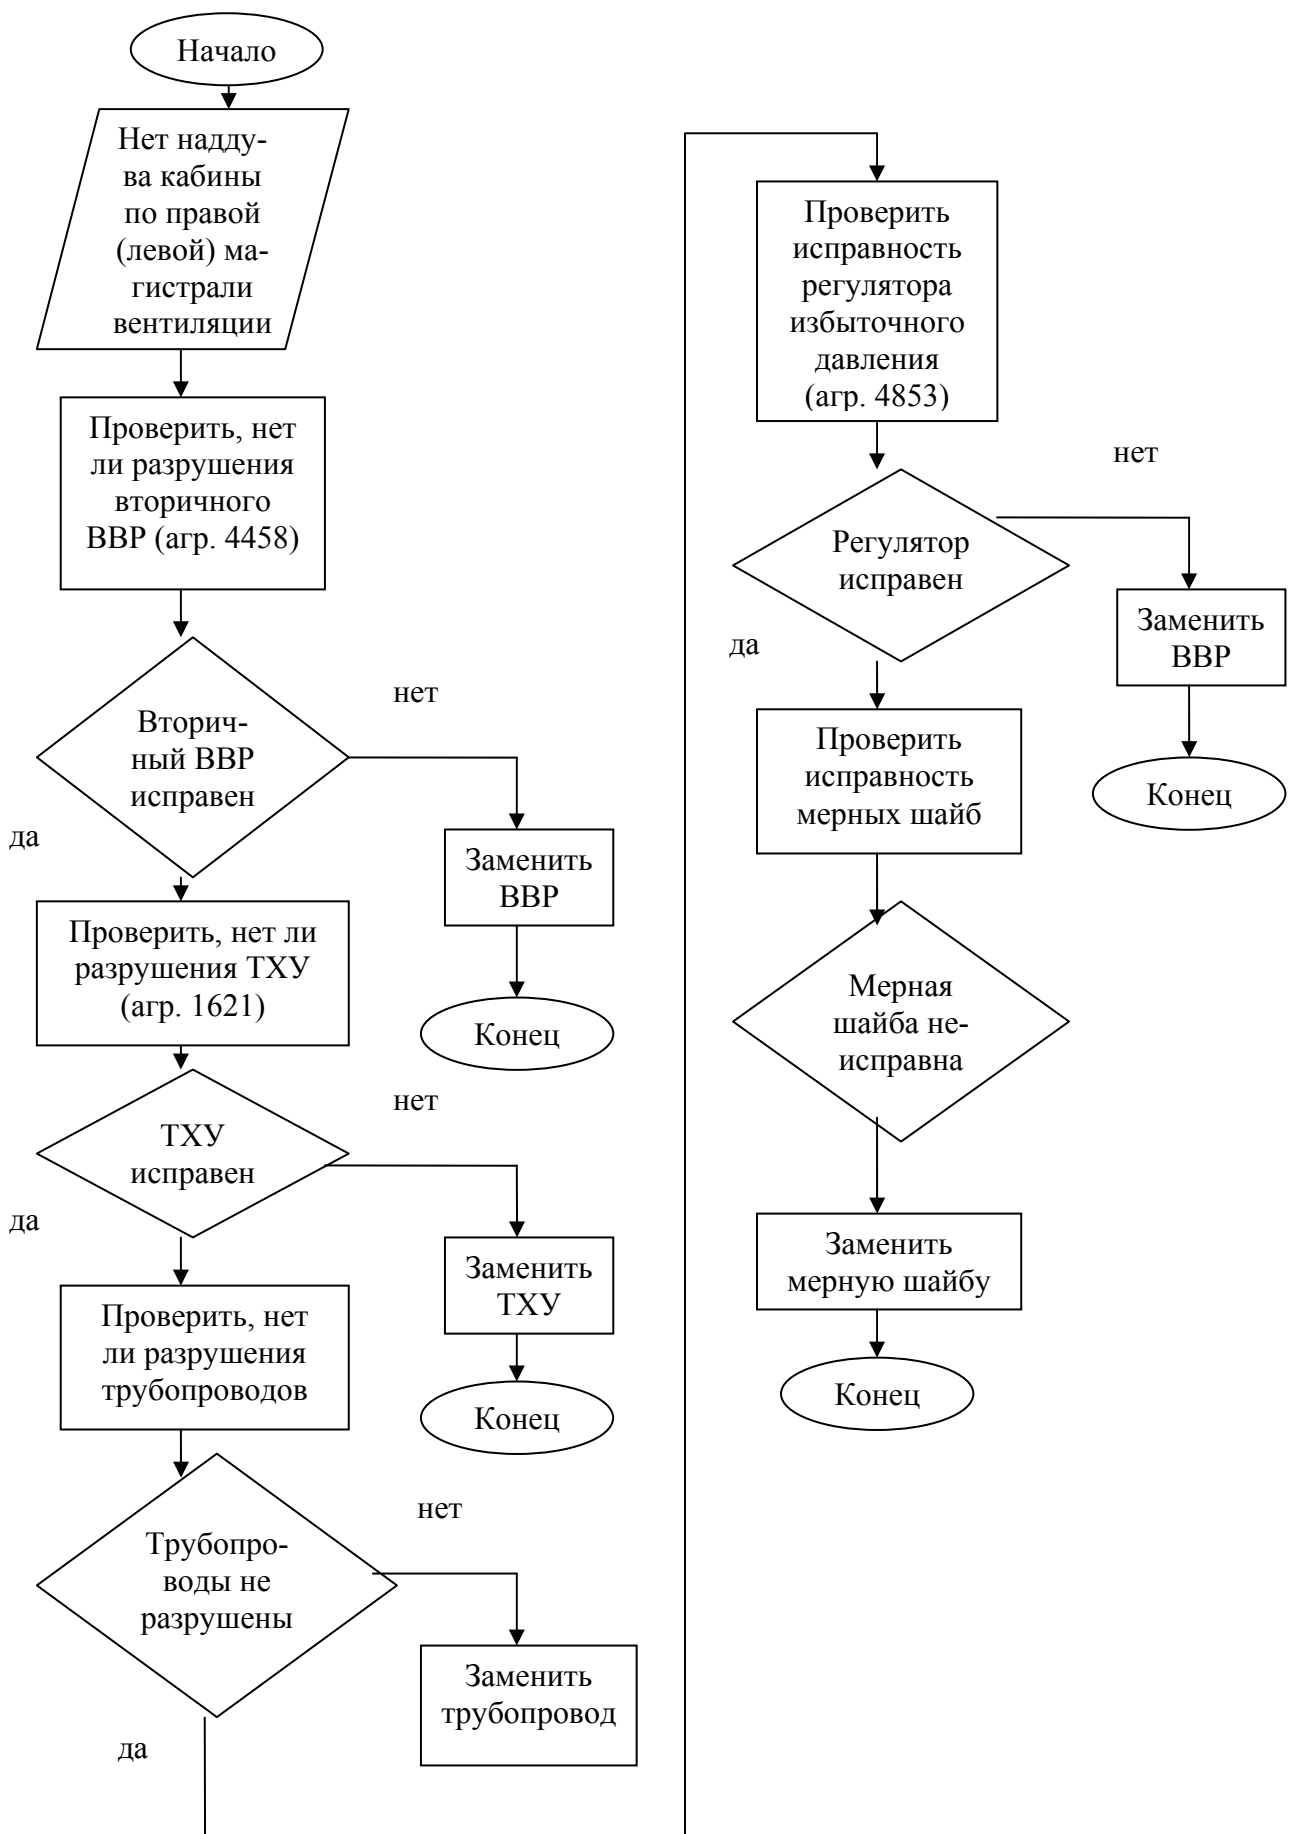 Начало
Нет надду-
ва кабины
по правой
(левой) ма-
гистрали
вентиляции
Проверить, нет
ли разрушения
вторичного
ВВР (агр. 4458)
Вторич-
ный ВВР
исправен
нет
да
Заменить
ВВР
Конец
Проверить, нет ли
разрушения ТХУ
(агр. 1621)
ТХУ
исправен
нет
да
Заменить
ТХУ
Конец
Проверить, нет
ли разрушения
трубопроводов
Трубопро-
воды не
разрушены
нет
да
Заменить
трубопровод
Проверить
исправность
регулятора
избыточного
давления
(агр. 4853)
Регулятор
исправен
нет
да
Заменить
ВВР
Конец
Проверить
исправность
мерных шайб
Мерная
шайба не-
исправна
Заменить
мерную шайбу
Конец